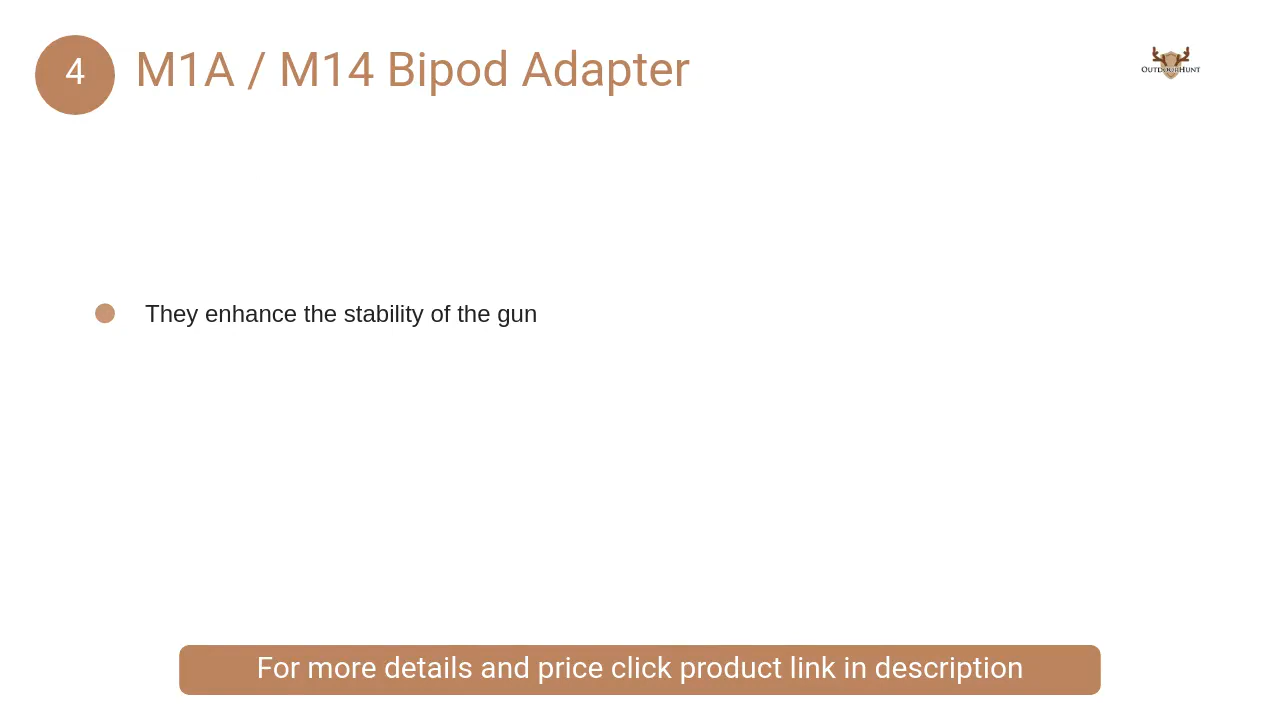 4
M1A / M14 Bipod Adapter
OUTDOORHUNT
They enhance the stability of the gun
For more details and price click product link in description